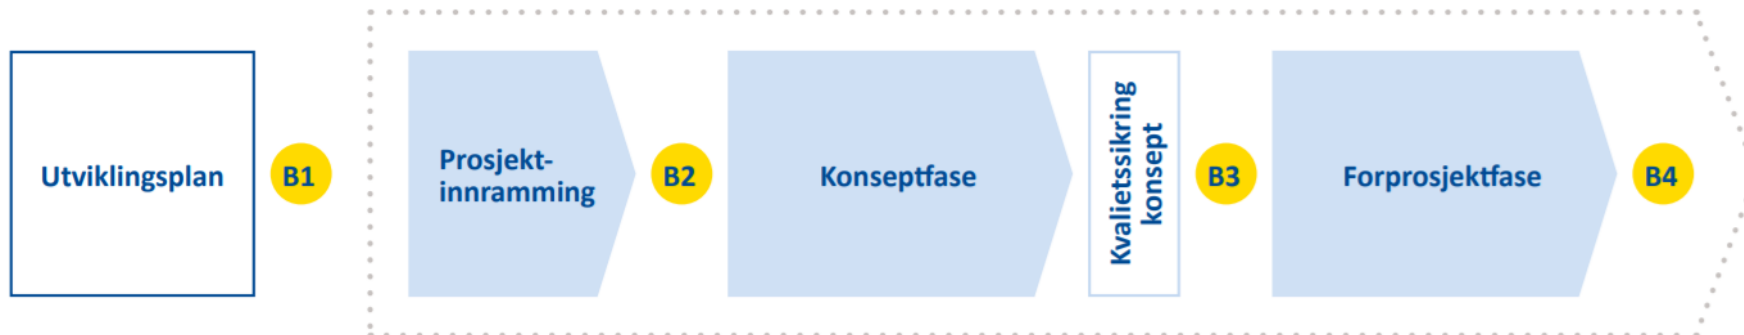 Utviklingsplan
B1
Prosjekt-
innramming
B2
Konseptfase
Kvalietssikring
konsept
B3
Forprosjektfase
B4